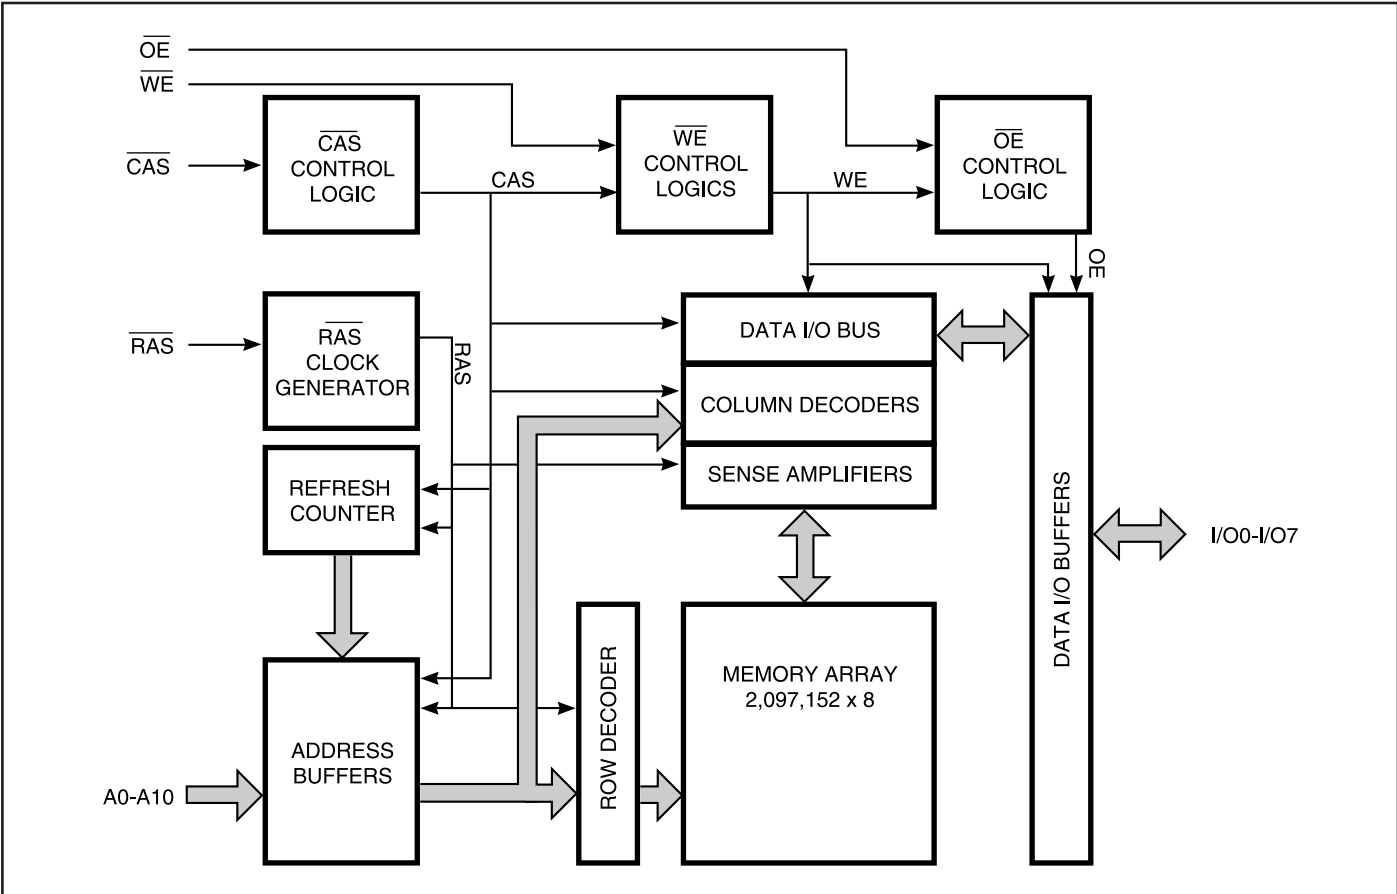 OE
WE
CAS
CAS
CONTROL
LOGIC
CAS
WE
CONTROL
LOGICS
WE
OE
CONTROL
LOGIC
OE
RAS
RAS
CLOCK
GENERATOR
RAS
DATA I/O BUS
COLUMN DECODERS
SENSE AMPLIFIERS
REFRESH
COUNTER
DATA I/O BUFFERS
I/O0-I/O7
ROW DECODER
MEMORY ARRAY
2,097,152 x 8
ADDRESS
BUFFERS
A0-A10